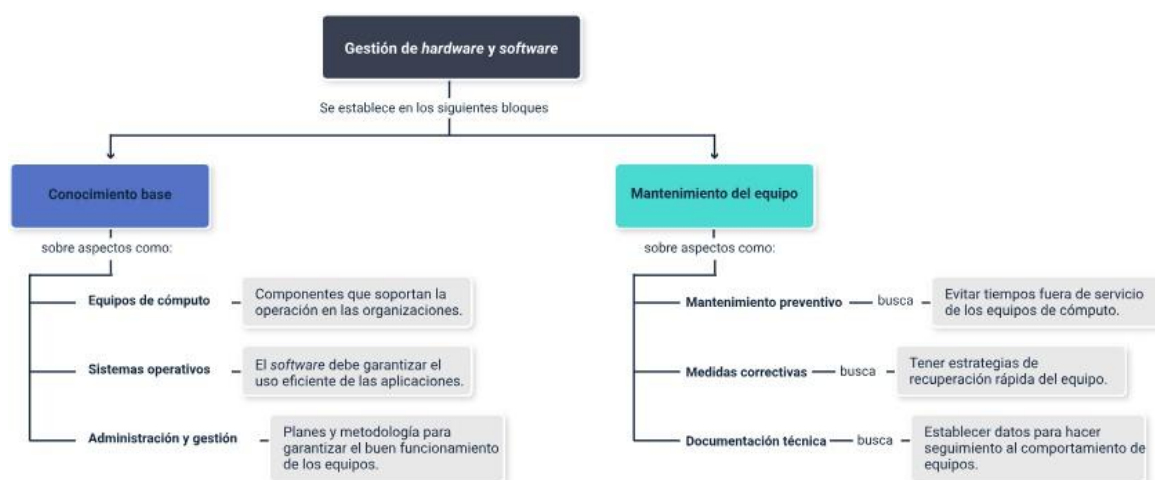 Gestión de hardware y software
Se establece en los siguientes bloques
Conocimiento base
sobre aspectos como:
Equipos de cómputo
Componentes que soportan la
operación en las organizaciones.
Sistemas operativos
El software debe garantizar el
uso eficiente de las aplicaciones.
Administración y gestión
Planes y metodología para
garantizar el buen funcionamiento
de los equipos.
Mantenimiento del equipo
sobre aspectos como:
Mantenimiento preventivo
busca
Evitar tiempos fuera de servicio
de los equipos de cómputo.
Medidas correctivas
busca
Tener estrategias de
recuperación rápida del equipo.
Documentación técnica
busca
Establecer datos para hacer
seguimiento al comportamiento de
equipos.